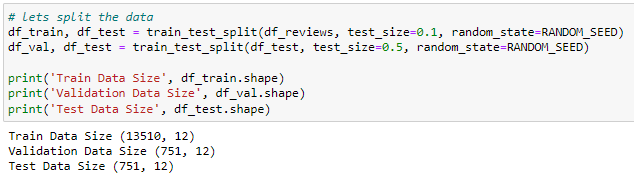 # lets split the data
df_train, df_test = train_test_split(df_reviews, test_size=0.1, random_state=RANDOM_SEED)
df_val, df_test = train_test_split(df_test, test_size=0.5, random_state=RANDOM_SEED)
print('Train Data Size', df_train.shape)
print('Validation Data Size', df_val.shape)
print('Test Data Size', df_test.shape)
Train Data Size (13510, 12)
Validation Data Size (751, 12)
Test Data Size (751, 12)